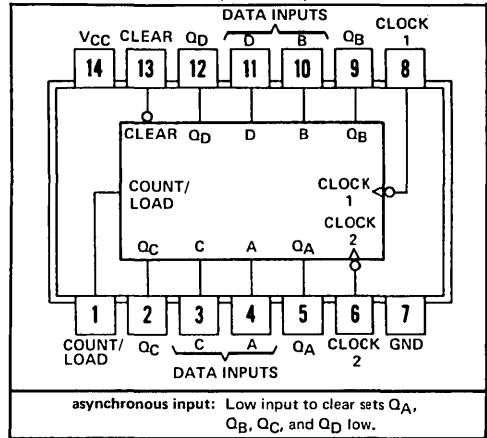 DATA INPUTS
VCC CLEAR QD D B QB CLOCK 1
14 13 12 11 10 9 8
CLEAR QD D B QB
COUNT/
LOAD
CLOCK
1
CLOCK
2
QC C A QA
1 2 3 4 5 6 7
COUNT/
LOAD
QC C A QA CLOCK
2
GND
DATA INPUTS
asynchronous input: Low input to clear sets QA,
QB, QC, and QD low.